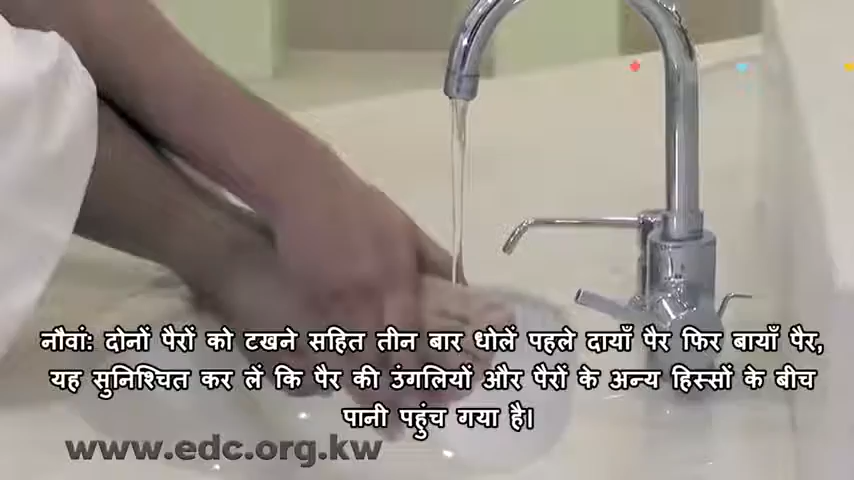 नौवां: दोनों पैरों को टखने सहित तीन बार धोलें पहले दायाँ पैर फिर बायाँ पैर,
यह सुनिश्चित कर लें कि पैर की उंगलियों और पैरों के अन्य हिस्सों के बीच
पानी पहुंच गया है।
www.edc.org.kw